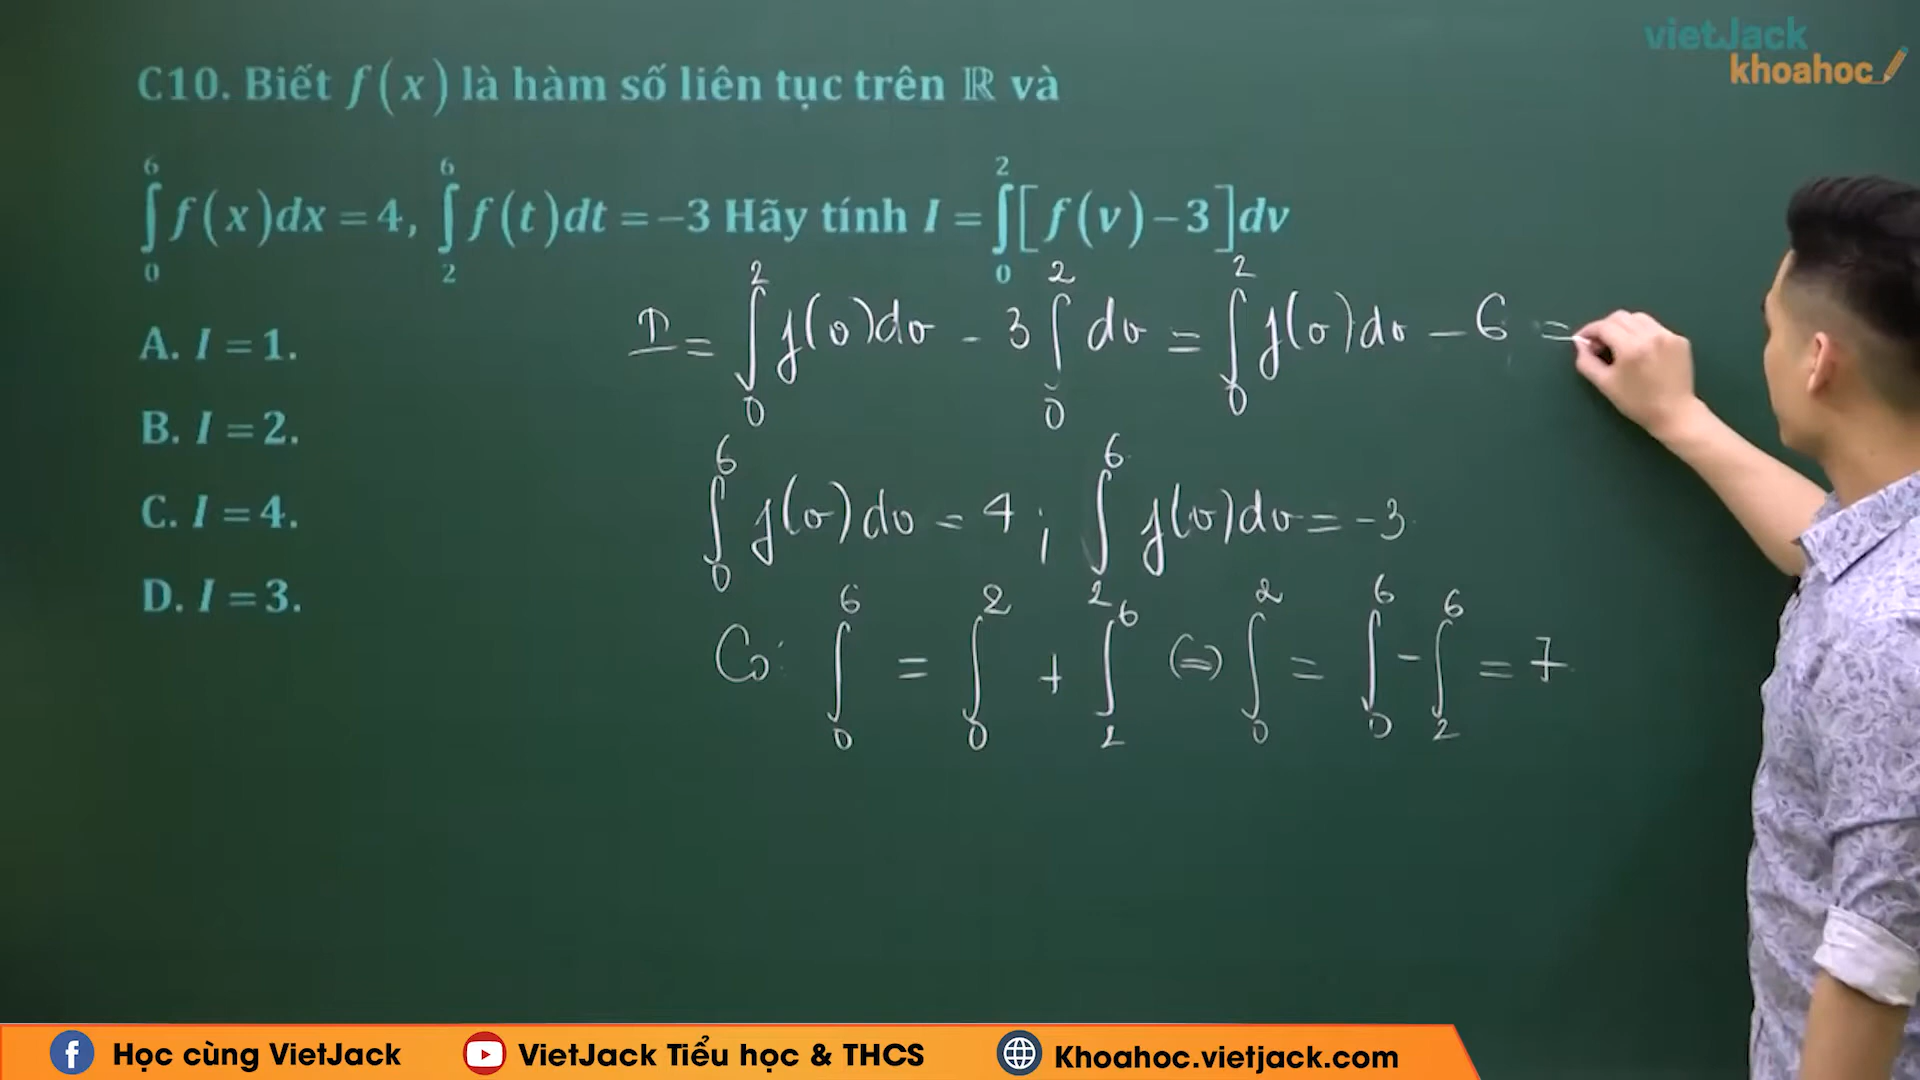 vietJack
khoahoc
C10. Biết f(x) là hàm số liên tục trên ℝ và
∫₀⁶ f(x)dx = 4, ∫₂⁶ f(t)dt = −3 Hãy tính I = ∫₀² [f(v) − 3]dv
I = ∫₀² f(v)dv - 3 ∫₀² dv = ∫₀² f(v)dv − 6 =
A. I = 1.
B. I = 2.
∫₀⁶ f(v)dv = 4 ; ∫₂⁶ f(v)dv = -3
C. I = 4.
D. I = 3.
Có: ∫₀⁶ = ∫₀² + ∫₂⁶ (=) ∫₀² = ∫₀⁶ - ∫₂⁶ = 7
Học cùng VietJack VietJack Tiểu học & THCS Khoahoc.vietjack.com